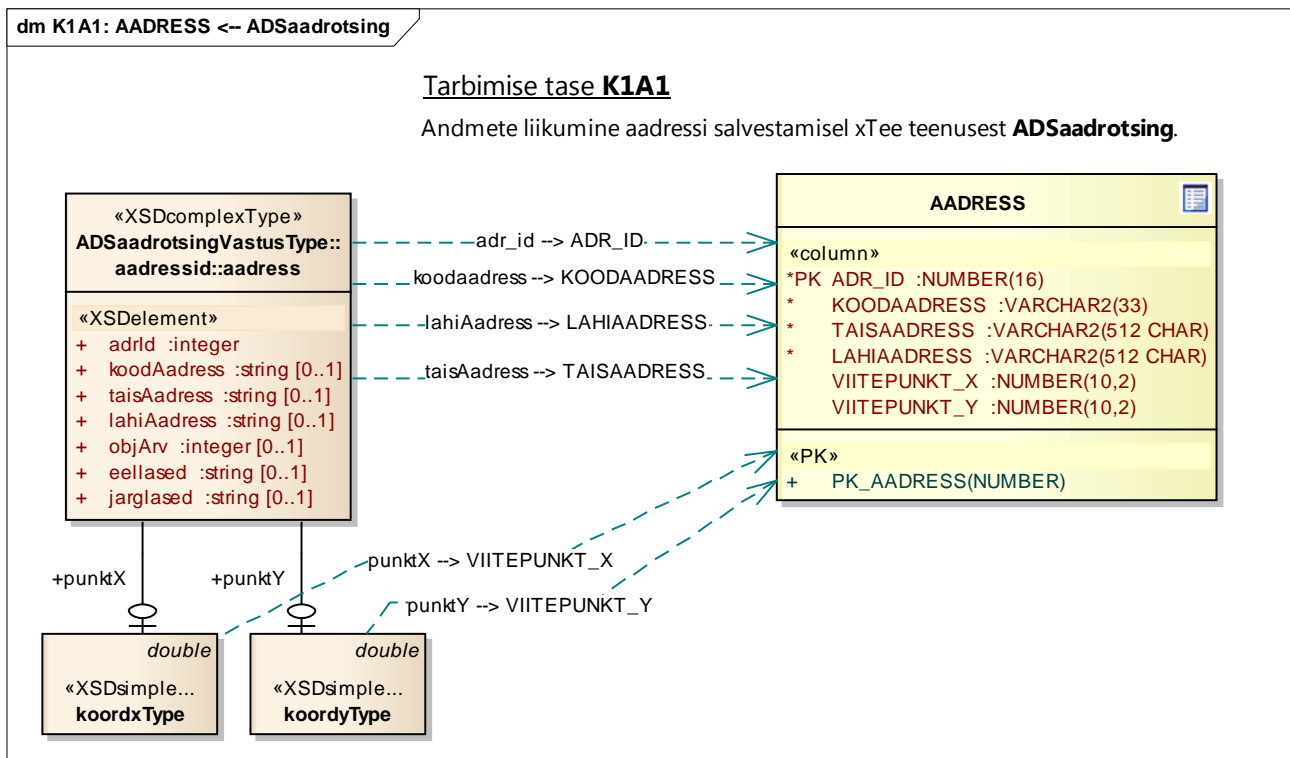 dm K1A1: AADRESS <-- ADSaadrotsing
Tarbimise tase K1A1
Andmete liikumine aadressi salvestamisel xTee teenusest ADSaadrotsing.
«XSDcomplexType»
ADSaadrotsingVastusType::
aadressid::aadress
«XSDelement»
+ adrId :integer
+ koodAadress :string [0..1]
+ taisAadress :string [0..1]
+ lahiAadress :string [0..1]
+ objArv :integer [0..1]
+ eellased :string [0..1]
+ jarglased :string [0..1]
adr_id --> ADR_ID
koodaadress --> KOODAADRESS
lahiAadress --> LAHIAADRESS
taisAadress --> TAISAADRESS
AADRESS
«column»
*PK ADR_ID :NUMBER(16)
* KOODAADRESS :VARCHAR2(33)
* TAISAADRESS :VARCHAR2(512 CHAR)
* LAHIAADRESS :VARCHAR2(512 CHAR)
VIITEPUNKT_X :NUMBER(10,2)
VIITEPUNKT_Y :NUMBER(10,2)
«PK»
+ PK_AADRESS(NUMBER)
+punktX
+punktY
punktX --> VIITEPUNKT_X
punktY --> VIITEPUNKT_Y
double
«XSDsimple...
koordxType
double
«XSDsimple...
koordyType